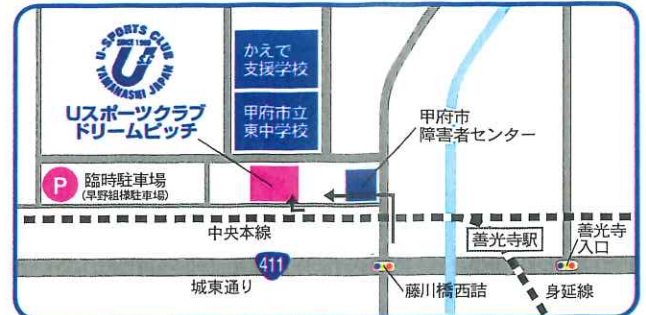 U-SPORTS CLUB
SINCE 1989
U
YAMANASHI JAPAN
Uスポーツクラブ
ドリームピッチ
かえで
支援学校
甲府市立
東中学校
甲府市
障害者センター
P
臨時駐車場
(早野組様駐車場)
中央本線
善光寺駅
善光寺
入口
411
城東通り
藤川橋西詰
身延線